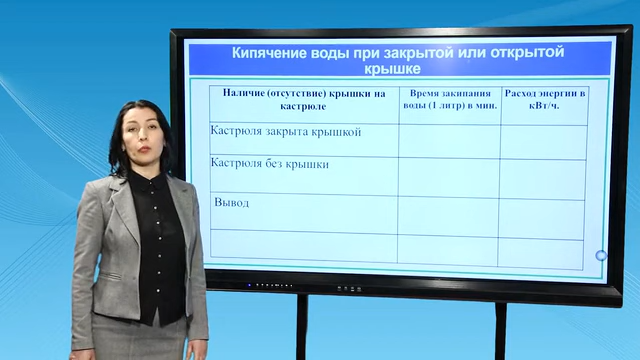 Кипячение воды при закрытой или открытой
крышке
Наличие (отсутствие) крышки на
кастрюле
Время закипания
воды (1 литр) в мин.
Расход энергии в
кВт/ч.
Кастрюля закрыта крышкой
Кастрюля без крышки
Вывод